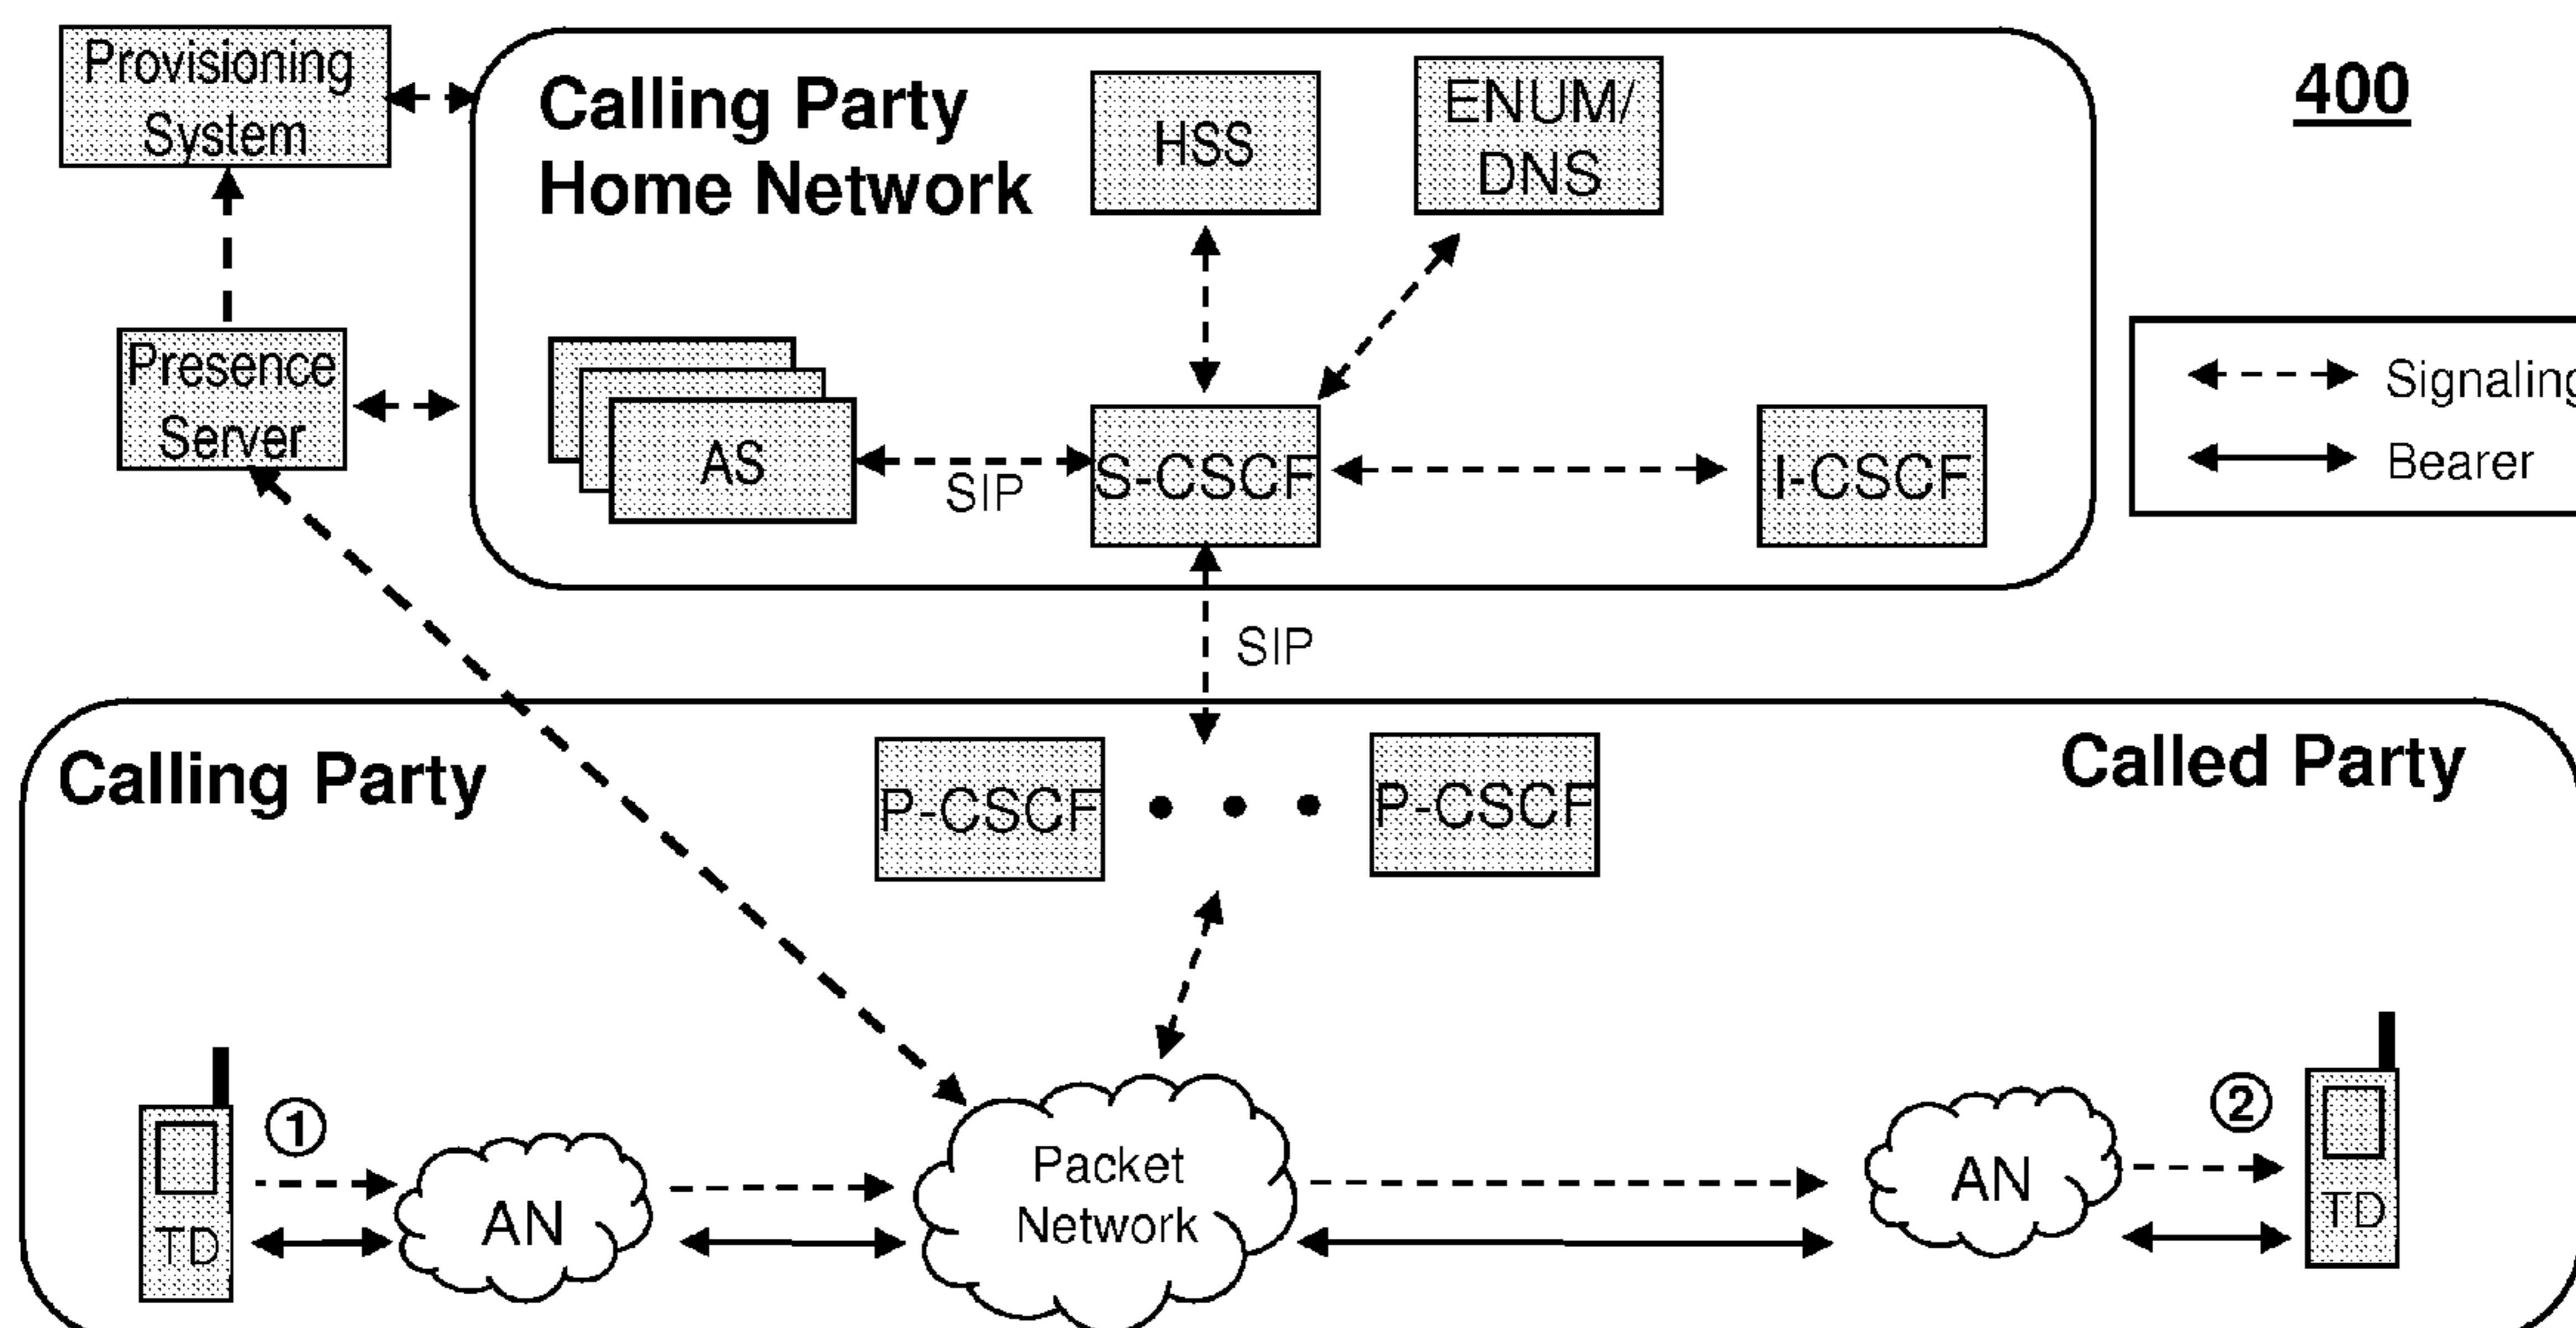 Provisioning
System
Calling Party
Home Network
HSS
ENUM/
DNS
400
Presence
Server
AS
SIP
S-CSCF
I-CSCF
Signaling
Bearer
SIP
Calling Party
P-CSCF
P-CSCF
Called Party
1
TD
AN
Packet
Network
AN
2
TD